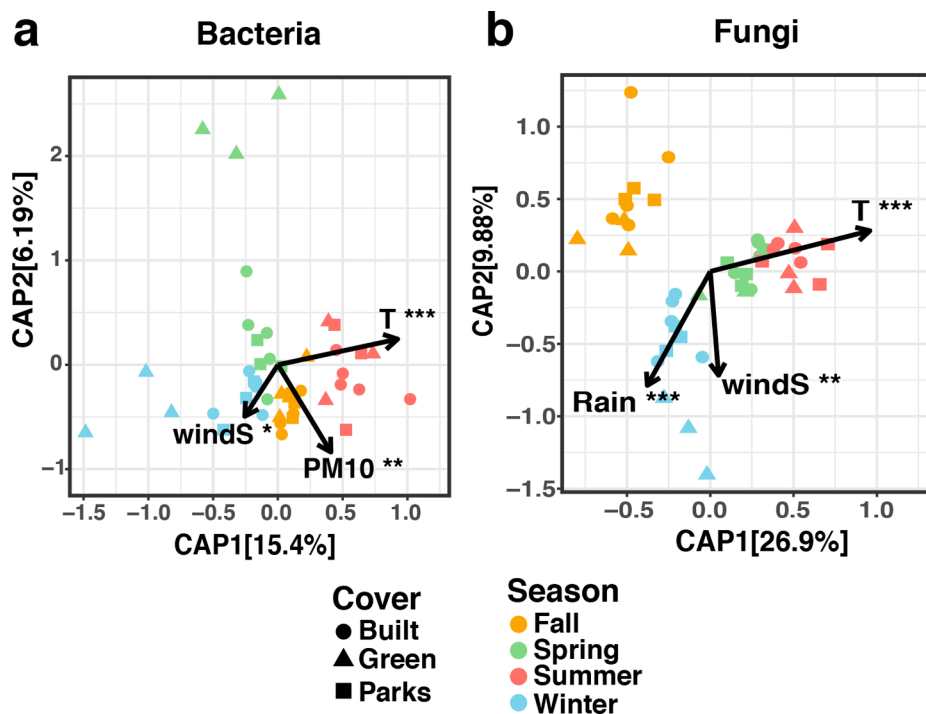 a Bacteria
b Fungi
CAP2[6.19%]
2
1
0
−1
T ***
windS *
PM10 **
−1.5 −1.0 −0.5 0.0 0.5 1.0
CAP1[15.4%]
CAP2[9.88%]
1.0
0.5
0.0
−0.5
−1.0
−1.5
T ***
Rain ***
windS **
−0.5 0.0 0.5 1.0
CAP1[26.9%]
Cover
Built
Green
Parks
Season
Fall
Spring
Summer
Winter